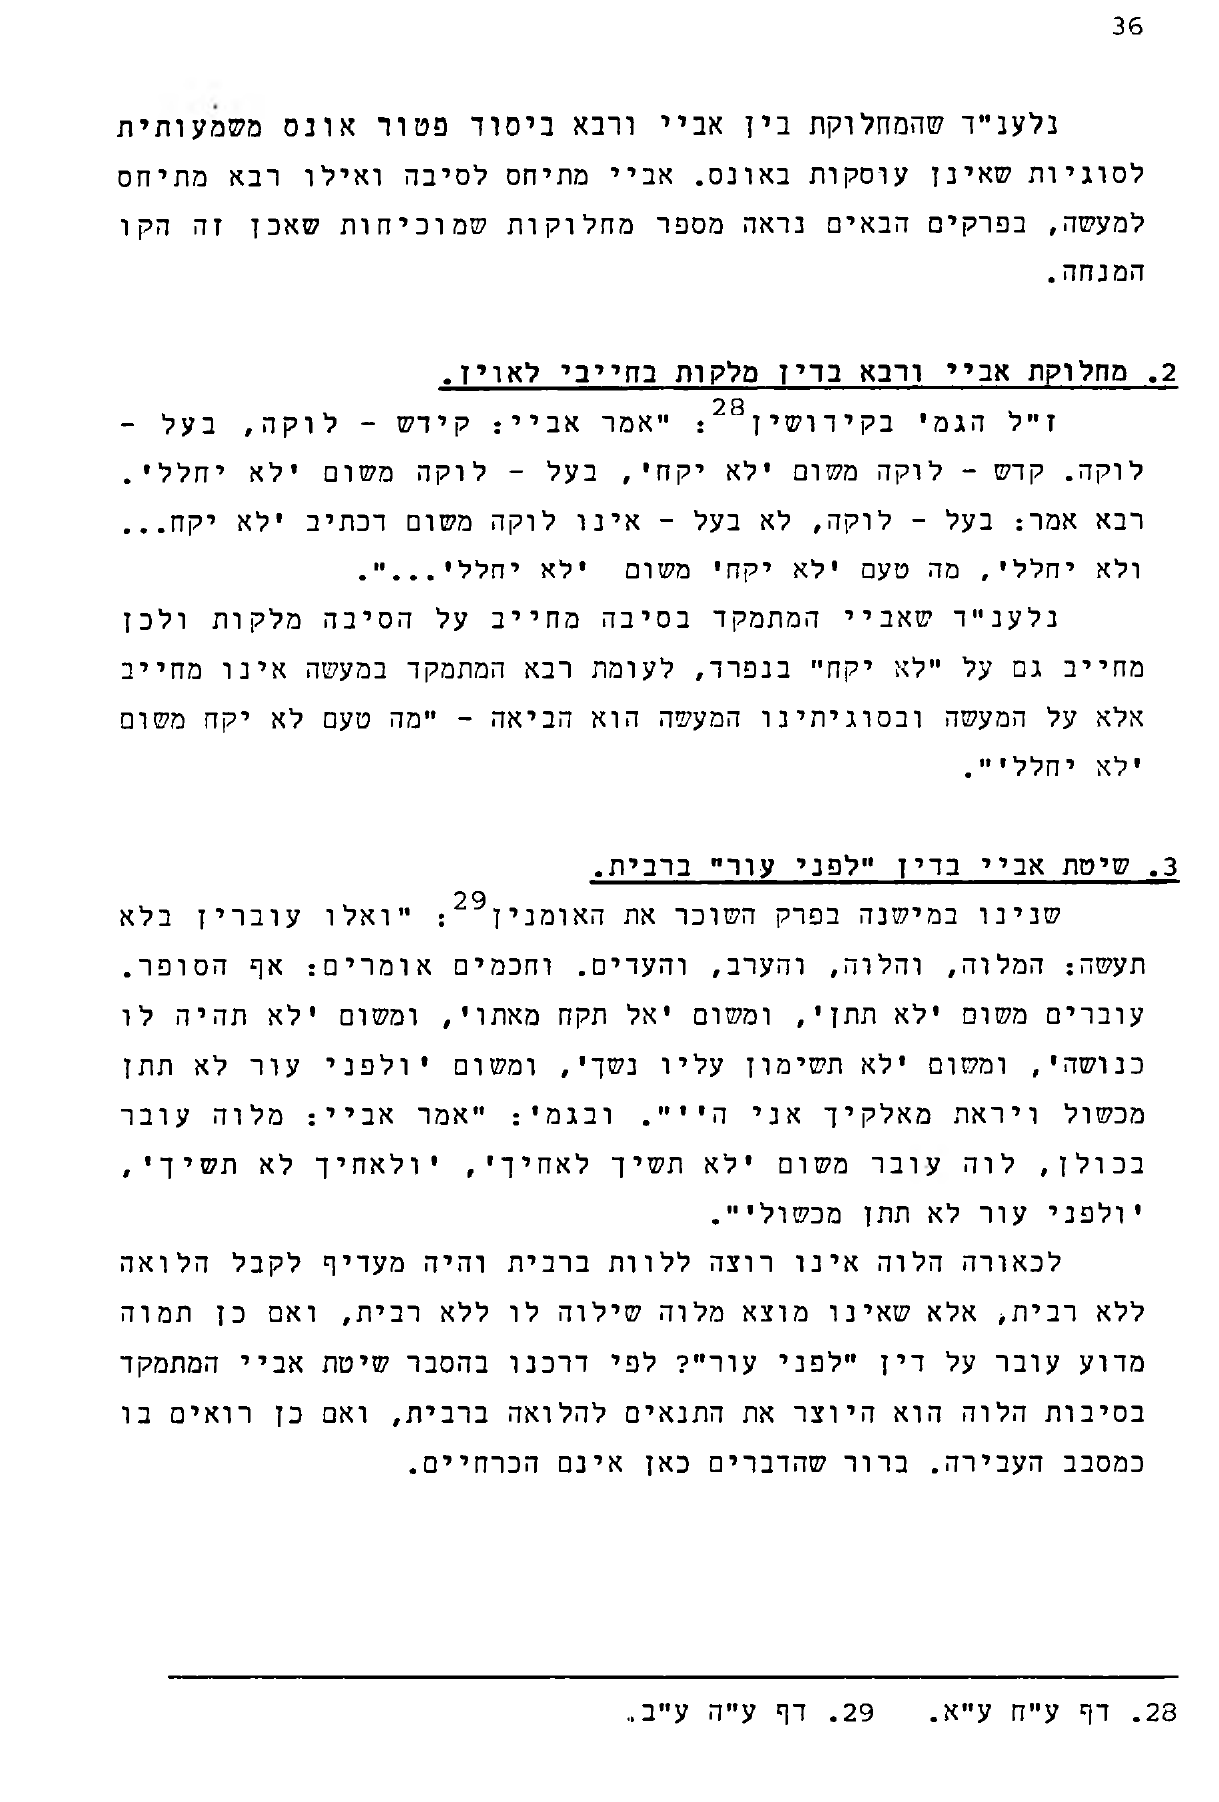 36
נלענ"ד שהמחלוקת בין אביי ורבא ביסוד פטור אונס משמעותית
לסוגיות שאינן עוסקות באונס. אביי מתיחס לסיבה ואילו רבא מתיחס
למעשה, בפרקים הבאים נראה מספר מחלוקות שמוכיחות שאכן זה הקו
המנחה.
2. מחלוקת אביי ורבא בדין מלקות בחייבי לאוין.
ז"ל הגמ' בקידושין28: "אמר אביי: קידש - לוקה, בעל -
לוקה. קדש - לוקה משום 'לא יקח', בעל - לוקה משום 'לא יחלל'.
רבא אמר: בעל - לוקה, לא בעל - אינו לוקה משום דכתיב 'לא יקח...
ולא יחלל', מה טעם 'לא יקח' משום 'לא יחלל'...".
נלענ"ד שאביי המתמקד בסיבה מחייב על הסיבה מלקות ולכן
מחייב גם על "לא יקח" בנפרד, לעומת רבא המתמקד במעשה אינו מחייב
אלא על המעשה ובסוגיתינו המעשה הוא הביאה - "מה טעם לא יקח משום
'לא יחלל'".
3. שיטת אביי בדין "לפני עור" ברבית.
שנינו במישנה בפרק השוכר את האומנין29: "ואלו עוברין בלא
תעשה: המלוה, והלוה, והערב, והעדים. וחכמים אומרים: אף הסופר.
עוברים משום 'לא תתן', ומשום 'אל תקח מאתו', ומשום 'לא תהיה לו
כנושה', ומשום 'לא תשימון עליו נשך', ומשום 'ולפני עור לא תתן
מכשול ויראת מאלקיך אני ה''". ובגמ': "אמר אביי: מלוה עובר
בכולן, לוה עובר משום 'לא תשיך לאחיך', 'ולאחיך לא תשיך',
'ולפני עור לא תתן מכשול'".
לכאורה הלוה אינו רוצה ללוות ברבית והיה מעדיף לקבל הלואה
ללא רבית, אלא שאינו מוצא מלוה שילוה לו ללא רבית, ואם כן תמוה
מדוע עובר על דין "לפני עור"? לפי דרכנו בהסבר שיטת אביי המתמקד
בסיבות הלוה הוא היוצר את התנאים להלואה ברבית, ואם כן רואים בו
כמסבב העבירה. ברור שהדברים כאן אינם הכרחיים.
28. דף ע"ח ע"א. 29. דף ע"ה ע"ב.